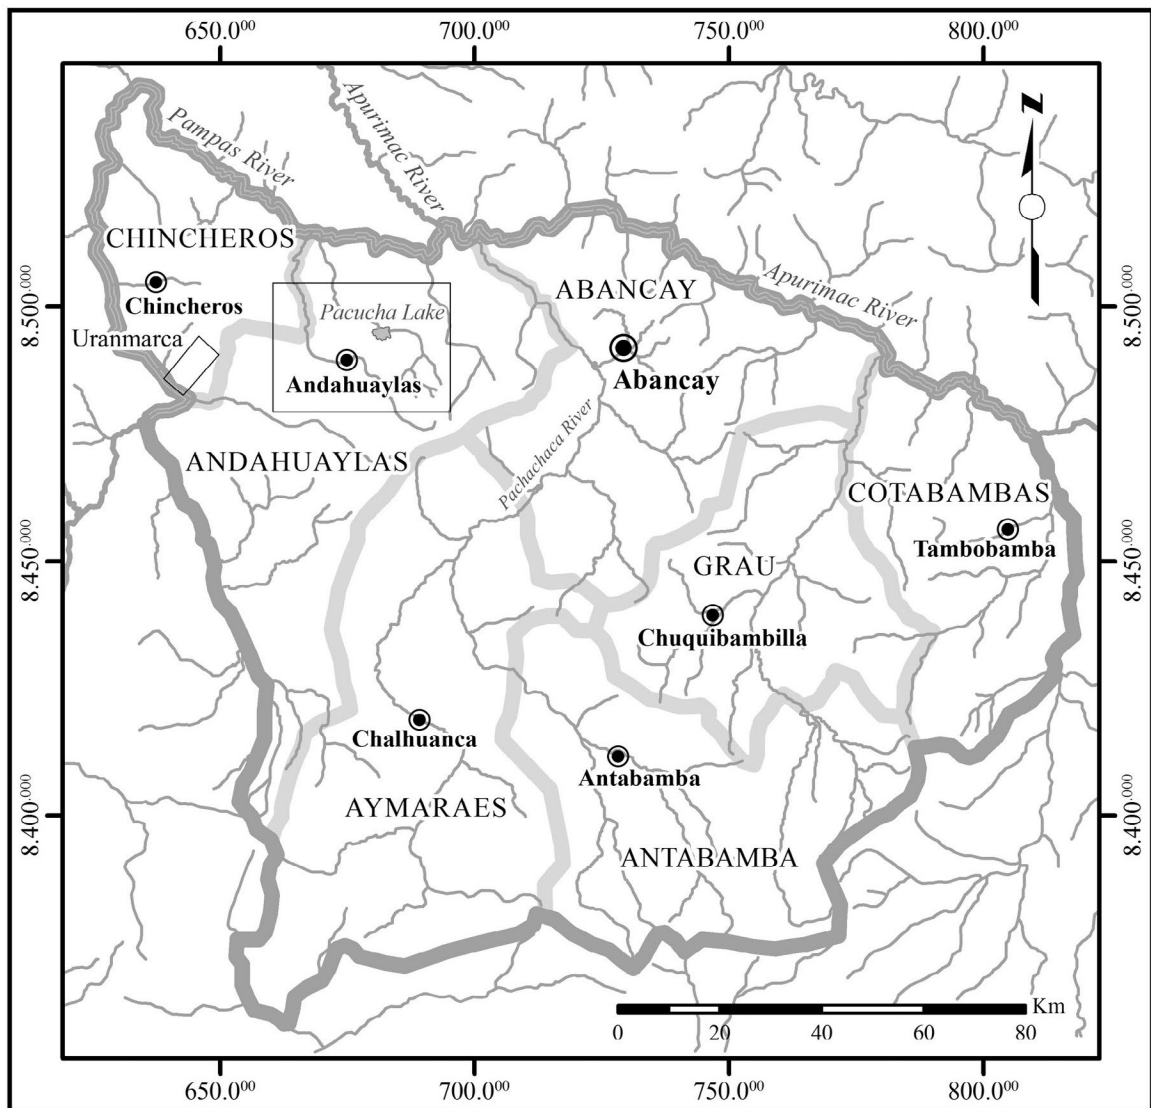 650.0⁰⁰ 700.0⁰⁰ 750.0⁰⁰ 800.0⁰⁰
N
Pampas River
Apurimac River
CHINCHEROS
Chincheros
Uranmarca
Pacucha Lake
Andahuaylas
ABANCAY
Abancay
Apurimac River
8.500.⁰⁰⁰
8.500.⁰⁰⁰
ANDAHUAYLAS
Pachachaca River
COTABAMBAS
Tambobamba
8.450.⁰⁰⁰
8.450.⁰⁰⁰
GRAU
Chuquibambilla
Chalhuanca
Antabamba
AYMARAES
8.400.⁰⁰⁰
8.400.⁰⁰⁰
ANTABAMBA
Km
0 20 40 60 80
650.0⁰⁰ 700.0⁰⁰ 750.0⁰⁰ 800.0⁰⁰